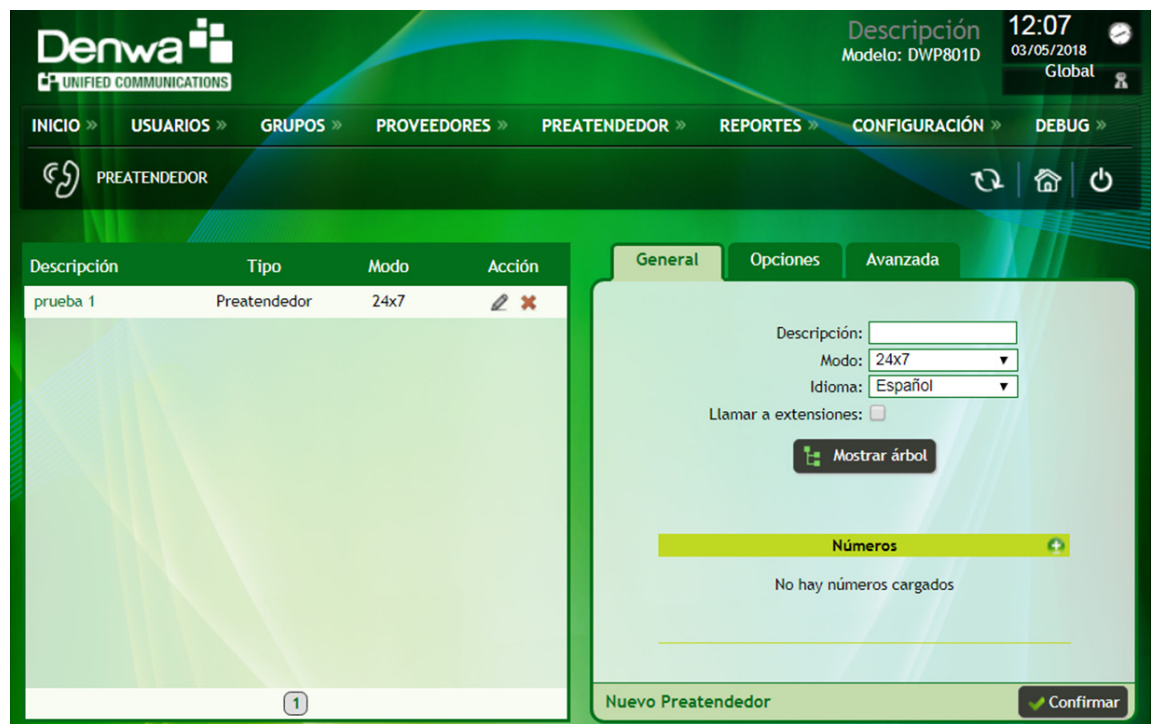 Denwa
UNIFIED COMMUNICATIONS
Descripción
Modelo: DWP801D
12:07
03/05/2018
Global
INICIO » USUARIOS » GRUPOS » PROVEEDORES » PREATENDEDOR » REPORTES » CONFIGURACIÓN » DEBUG »
PREATENDEDOR
Descripción Tipo Modo Acción
prueba 1 Preatendedor 24x7
1
General Opciones Avanzada
Descripción:
Modo: 24x7
Idioma: Español
Llamar a extensiones:
Mostrar árbol
Números
No hay números cargados
Nuevo Preatendedor Confirmar